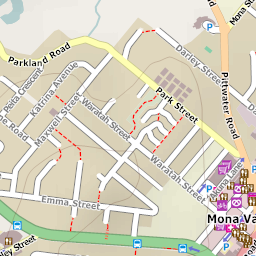 Mona
Parkland Road
Darley Street
Park Street
Pittwater Road
Katrina Avenue
Maxwell Street
Waratah Street
Waratah Street
Emma Street
Mona Va
Street